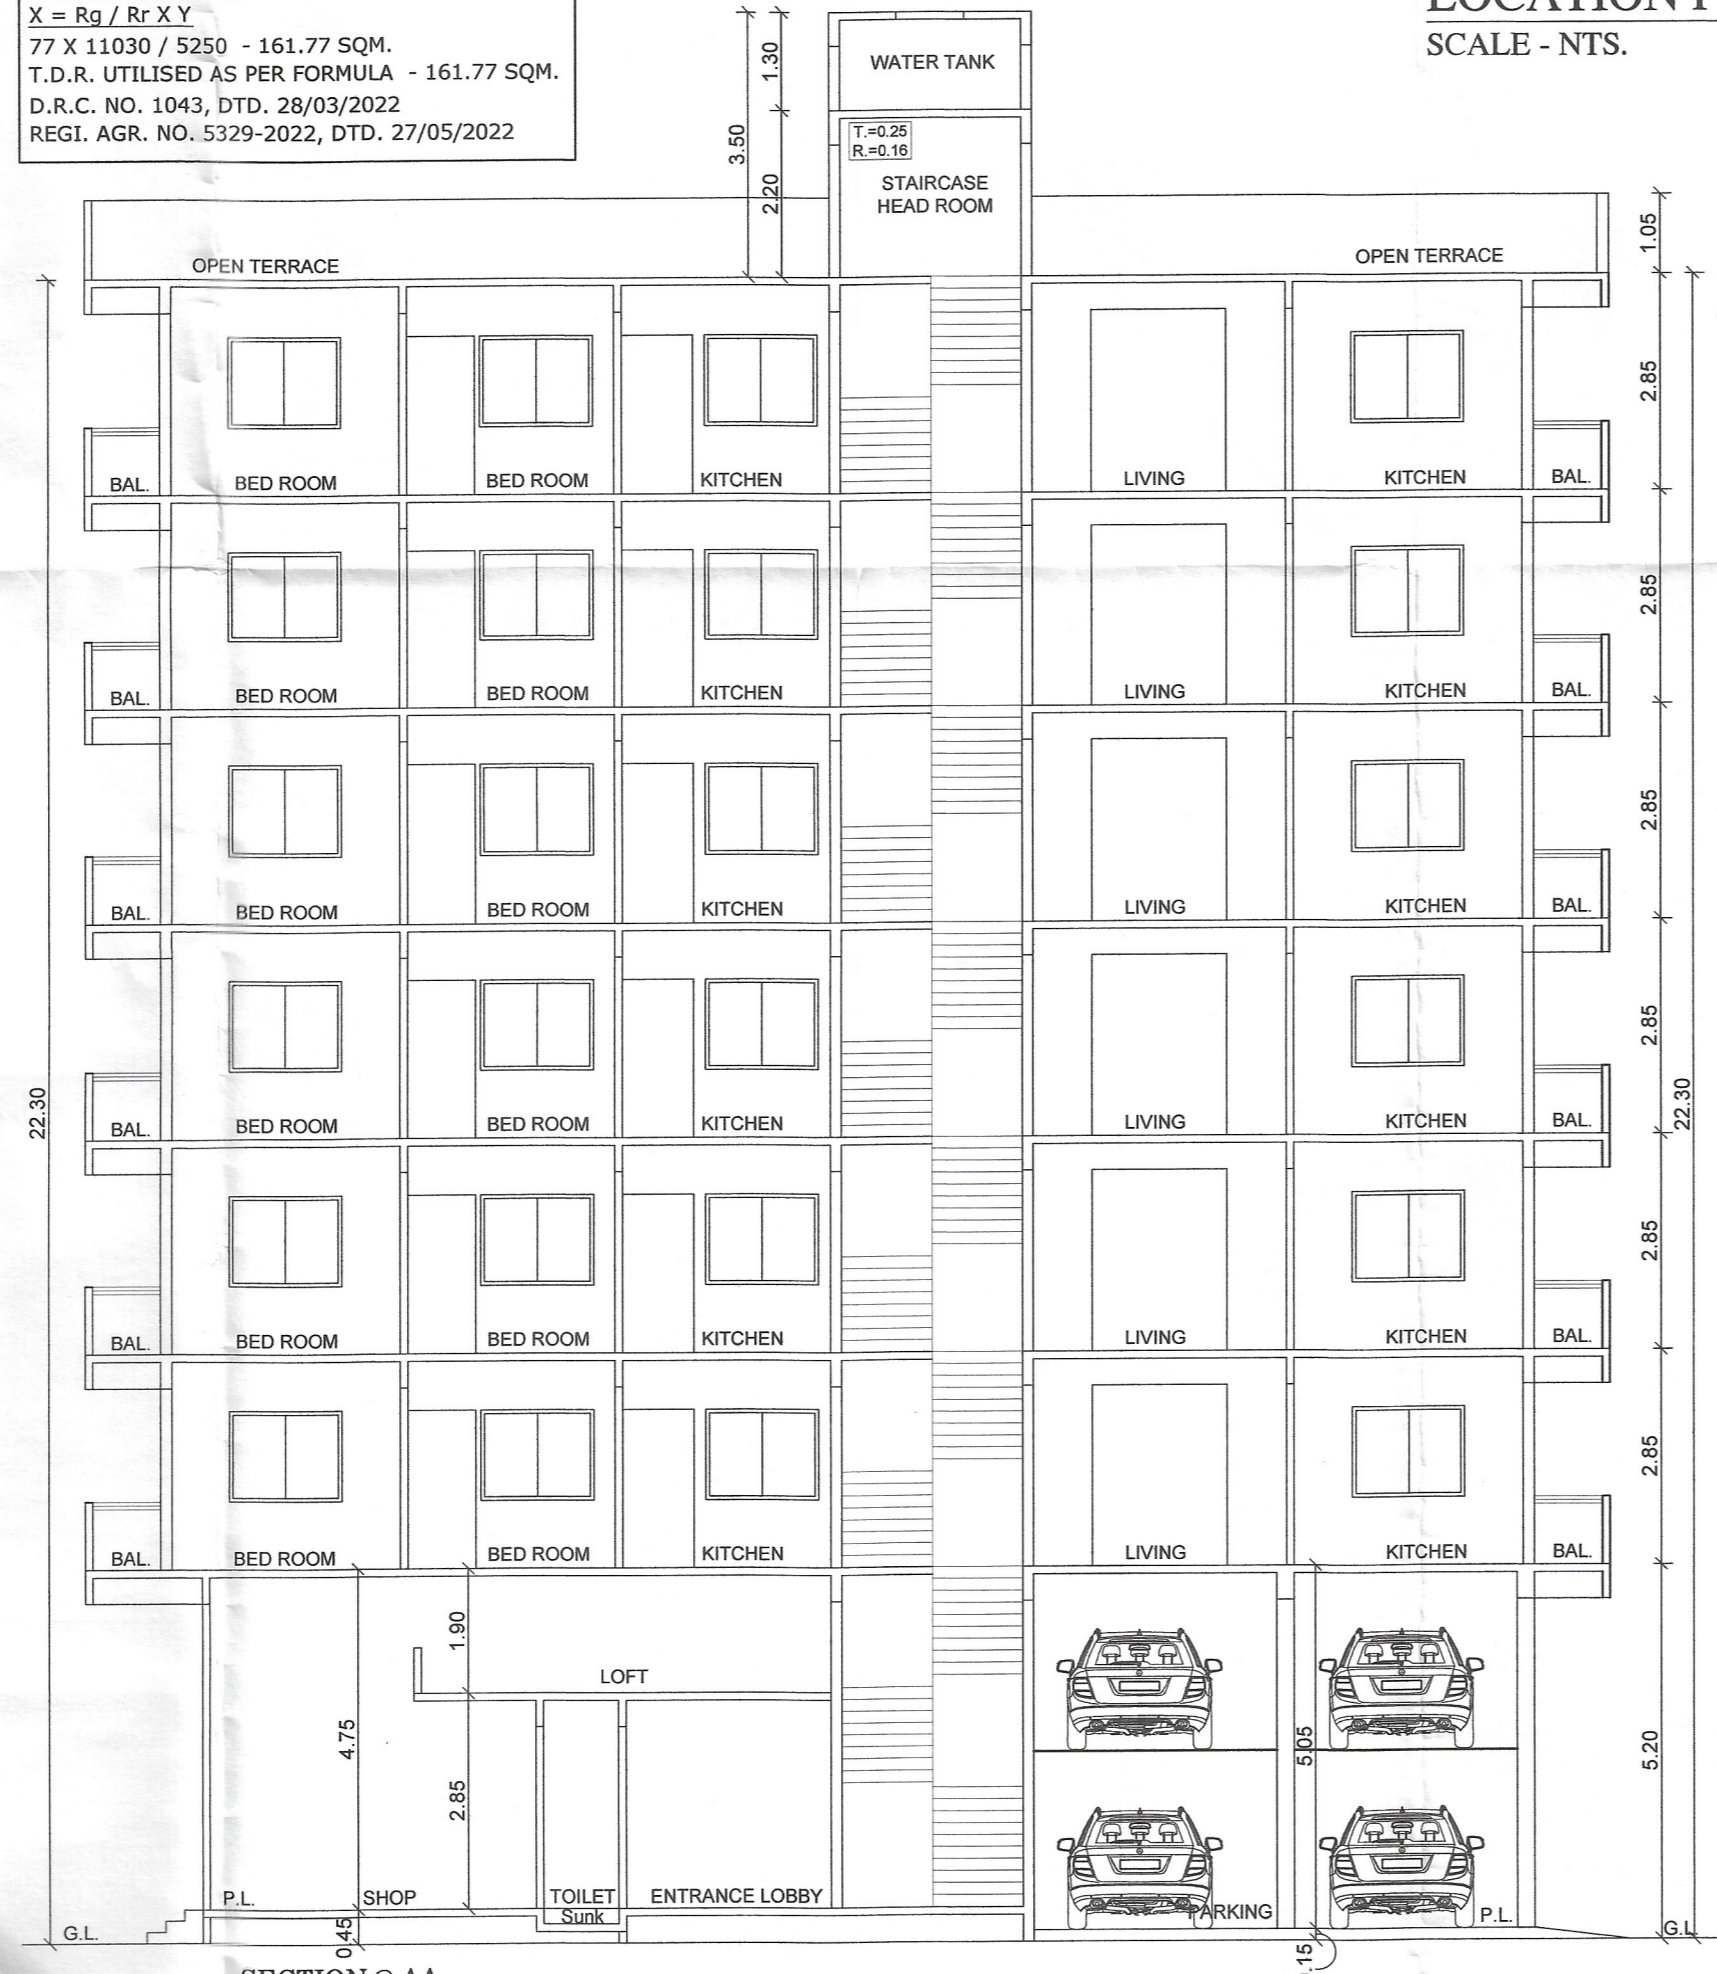 X = Rg / Rr X Y
77 X 11030 / 5250 - 161.77 SQM.
T.D.R. UTILISED AS PER FORMULA - 161.77 SQM.
D.R.C. NO. 1043, DTD. 28/03/2022
REGI. AGR. NO. 5329-2022, DTD. 27/05/2022
SCALE - NTS.
1.30
WATER TANK
3.50
T.=0.25
R.=0.16
2.20
STAIRCASE
HEAD ROOM
1.05
OPEN TERRACE
OPEN TERRACE
2.85
BAL. BED ROOM BED ROOM KITCHEN LIVING KITCHEN BAL.
2.85
BAL. BED ROOM BED ROOM KITCHEN LIVING KITCHEN BAL.
2.85
BAL. BED ROOM BED ROOM KITCHEN LIVING KITCHEN BAL.
2.85
22.30
22.30
BAL. BED ROOM BED ROOM KITCHEN LIVING KITCHEN BAL.
2.85
BAL. BED ROOM BED ROOM KITCHEN LIVING KITCHEN BAL.
2.85
BAL. BED ROOM BED ROOM KITCHEN LIVING KITCHEN BAL.
1.90
LOFT
4.75
5.05
5.20
2.85
P.L. SHOP TOILET ENTRANCE LOBBY PARKING P.L.
Sunk
G.L.
G.L
0.45
.15